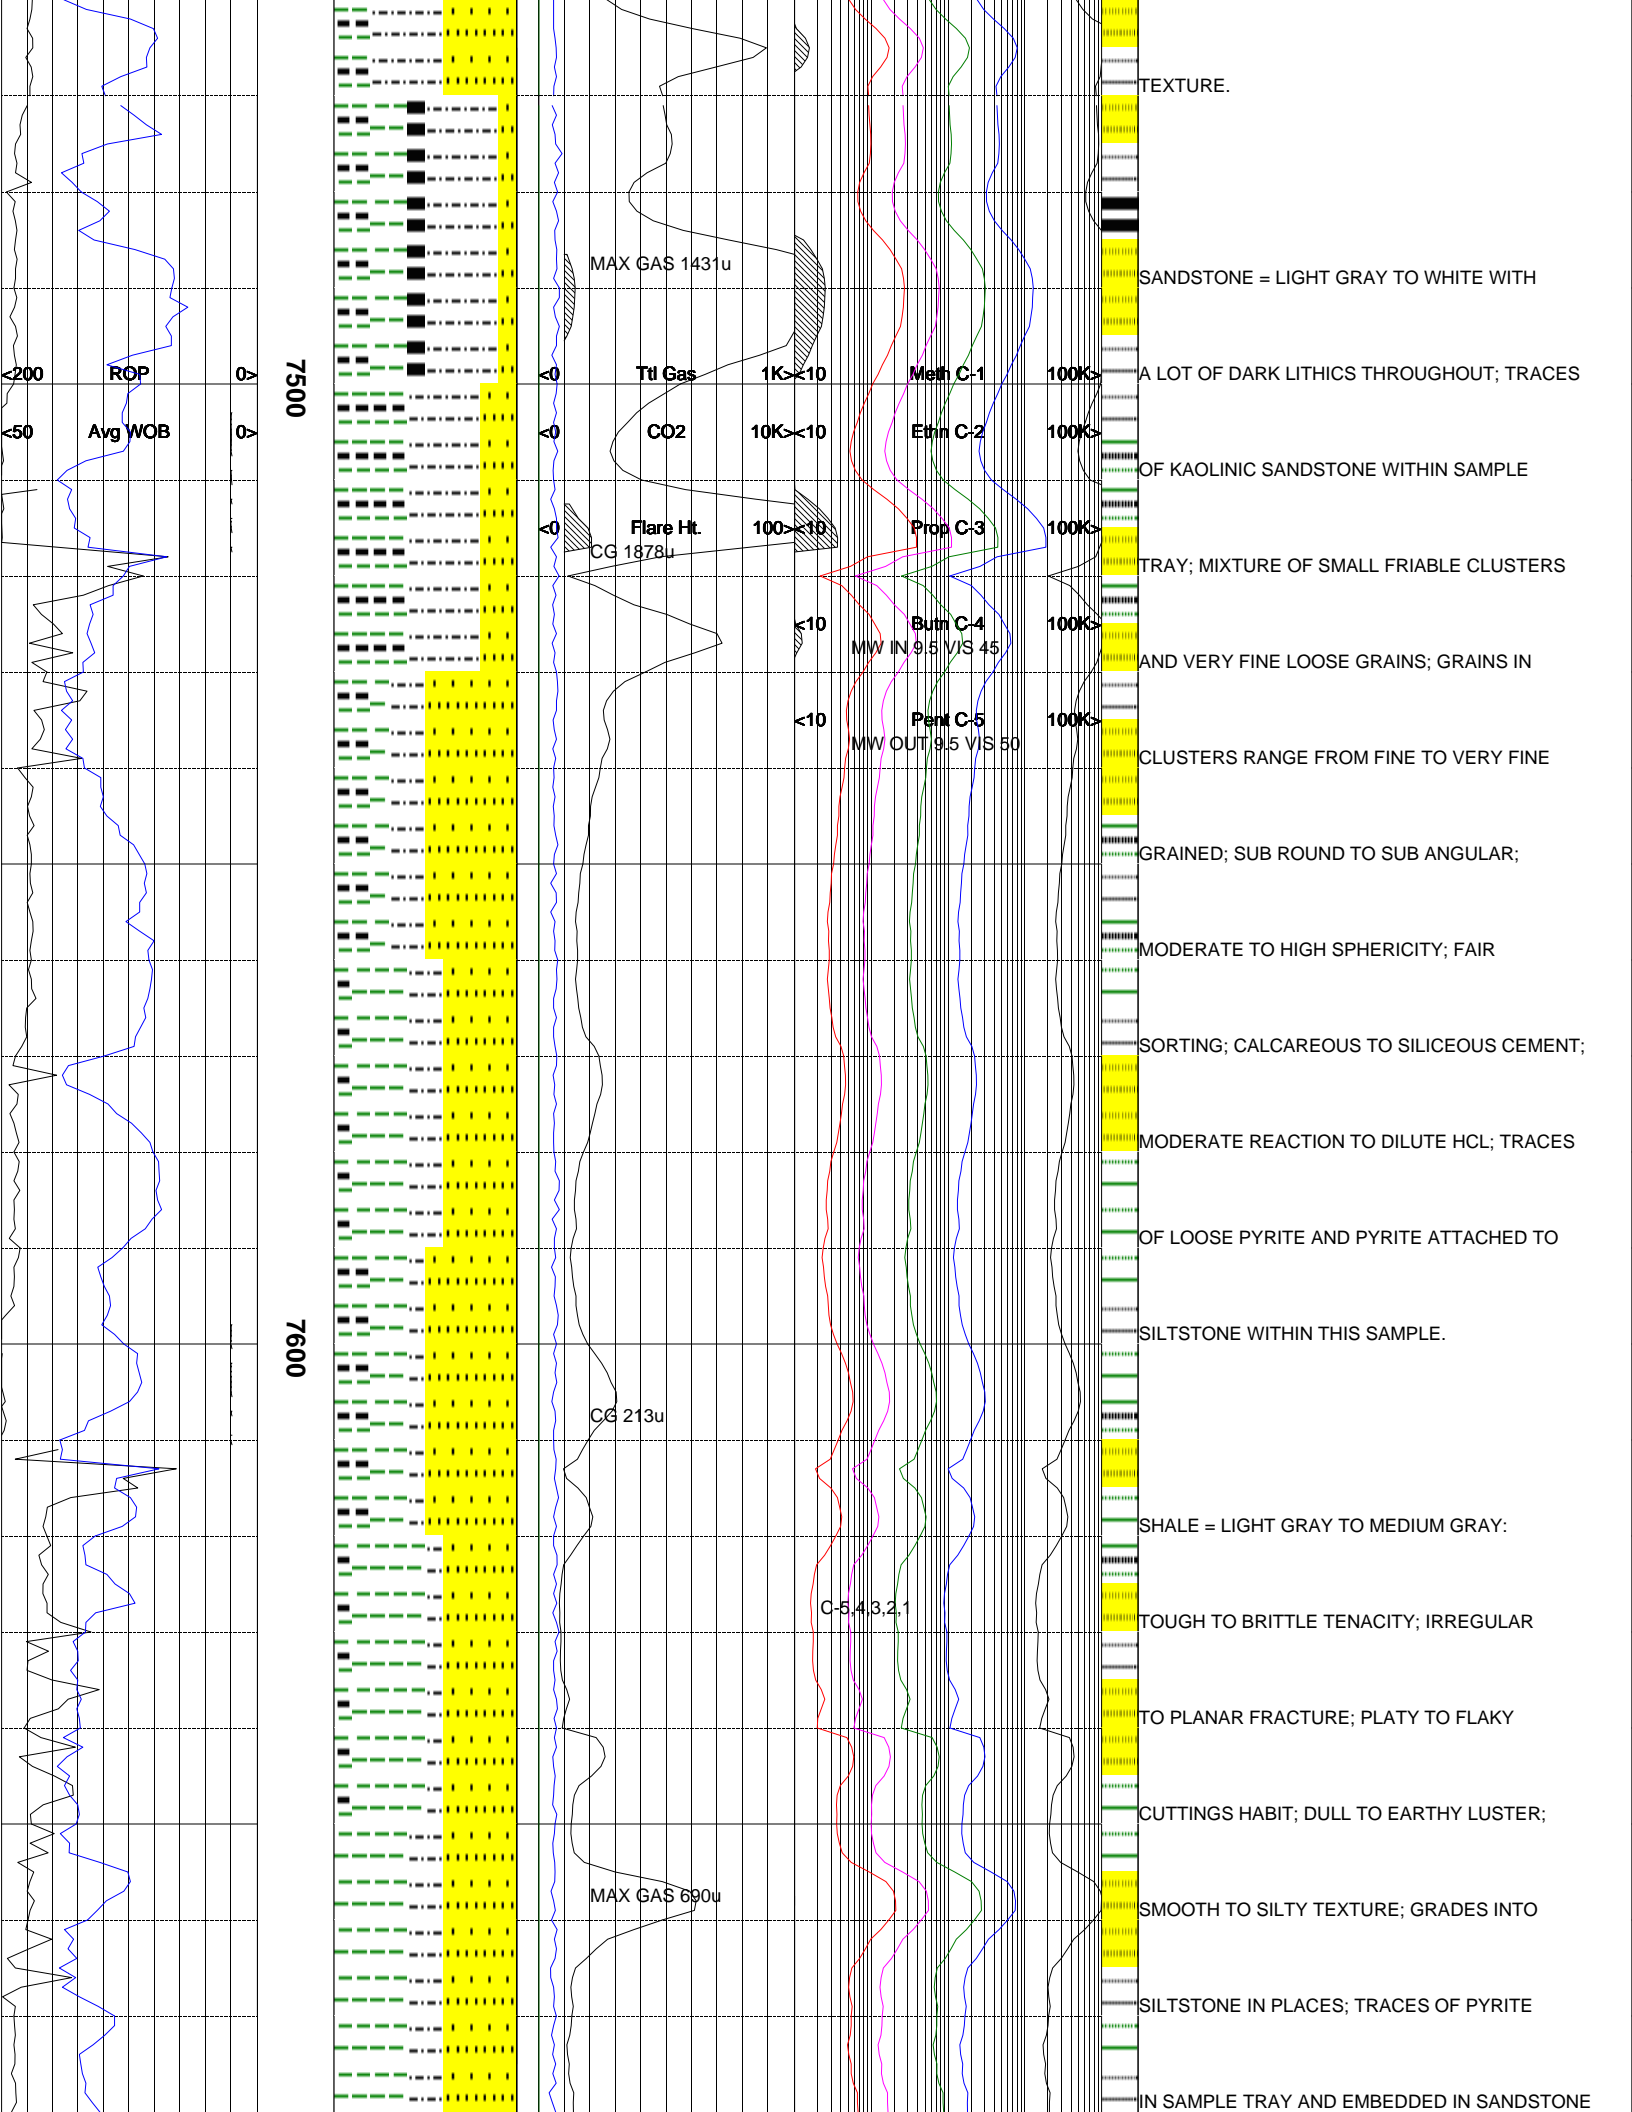 TEXTURE.
MAX GAS 1431u
SANDSTONE = LIGHT GRAY TO WHITE WITH
<200 ROP 0>
7500
<0 Ttl Gas 1K>
<10 Meth C-1 100K>
A LOT OF DARK LITHICS THROUGHOUT; TRACES
<50 Avg WOB 0>
<0 CO2 10K>
<10 Ethn C-2 100K>
OF KAOLINIC SANDSTONE WITHIN SAMPLE
<0 Flare Ht. 100>
<10 Prop C-3 100K>
CG 1878u
TRAY; MIXTURE OF SMALL FRIABLE CLUSTERS
<10 Butn C-4 100K>
MW IN 9.5 VIS 45
AND VERY FINE LOOSE GRAINS; GRAINS IN
<10 Pent C-5 100K>
MW OUT 9.5 VIS 50
CLUSTERS RANGE FROM FINE TO VERY FINE
GRAINED; SUB ROUND TO SUB ANGULAR;
MODERATE TO HIGH SPHERICITY; FAIR
SORTING; CALCAREOUS TO SILICEOUS CEMENT;
MODERATE REACTION TO DILUTE HCL; TRACES
OF LOOSE PYRITE AND PYRITE ATTACHED TO
7600
SILTSTONE WITHIN THIS SAMPLE.
CG 213u
SHALE = LIGHT GRAY TO MEDIUM GRAY:
C-5,4,3,2,1
TOUGH TO BRITTLE TENACITY; IRREGULAR
TO PLANAR FRACTURE; PLATY TO FLAKY
CUTTINGS HABIT; DULL TO EARTHY LUSTER;
MAX GAS 690u
SMOOTH TO SILTY TEXTURE; GRADES INTO
SILTSTONE IN PLACES; TRACES OF PYRITE
IN SAMPLE TRAY AND EMBEDDED IN SANDSTONE